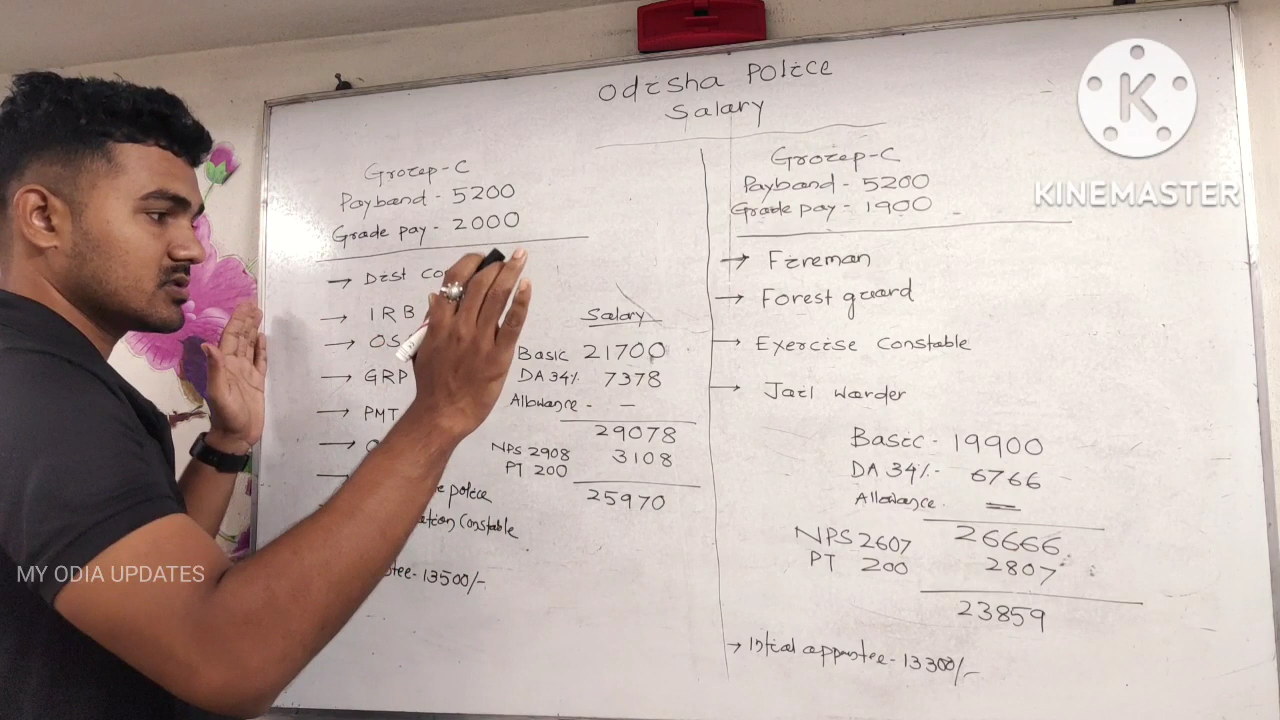 Odisha Police
Salary
Group-C
Payband - 5200
Grade pay - 2000
→ Dist Co
→ IRB
→ OS
→ GRP
→ PMT
police
Constable
13500/-
Salary
Basic 21700
DA 34% 7378
Allowance - —
29078
NPS 2908 3108
PT 200
25970
Group-C
Payband - 5200
Grade pay - 1900
→ Fireman
→ Forest guard
→ Exercise Constable
→ Jail Warder
Basic - 19900
DA 34% - 6766
Allowance.
26666
NPS 2607
PT 200 2807
23859
→ 13300/-
K
KINEMASTER
MY ODIA UPDATES